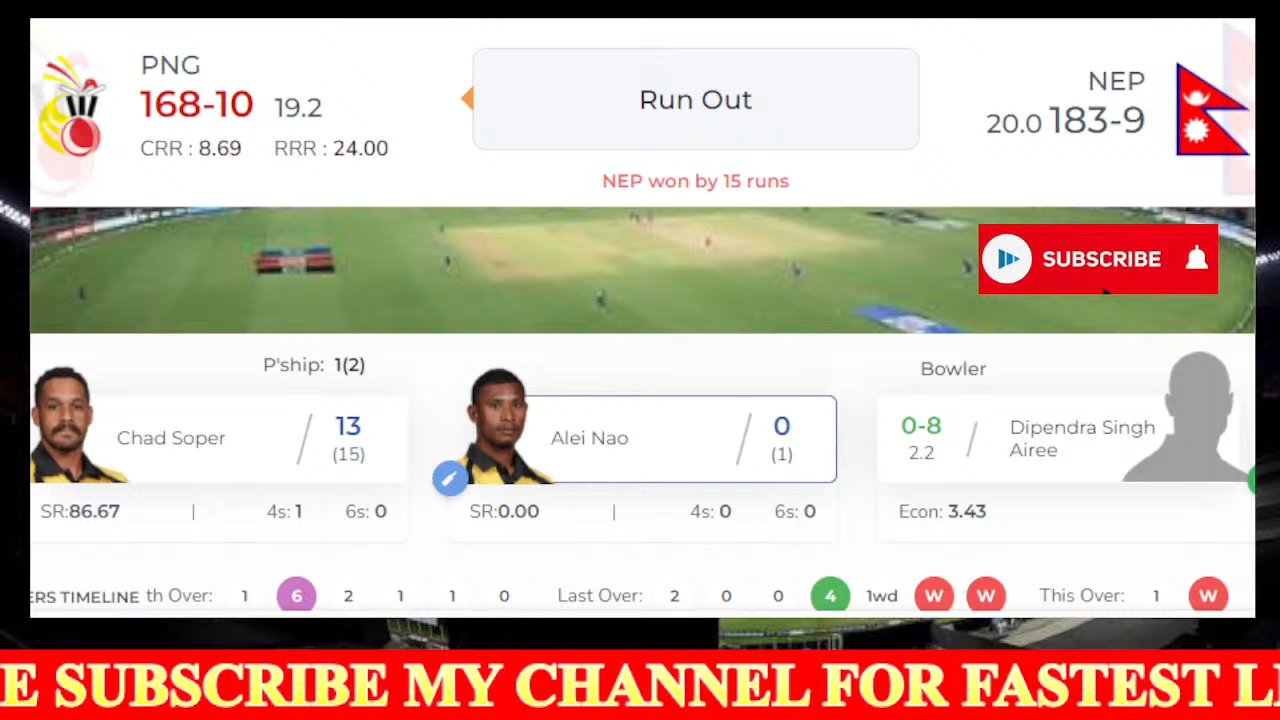 PNG
168-10 19.2
CRR : 8.69 RRR : 24.00
Run Out
NEP won by 15 runs
NEP
20.0 183-9
SUBSCRIBE
P'ship: 1(2)
Chad Soper / 13
(15)
SR:86.67 | 4s: 1 6s: 0
Alei Nao / 0
(1)
SR:0.00 | 4s: 0 6s: 0
Bowler
0-8 / Dipendra Singh
2.2 Airee
Econ: 3.43
ERS TIMELINE th Over: 1 6 2 1 1 0 Last Over: 2 0 0 4 1wd W W This Over: 1 W
E SUBSCRIBE MY CHANNEL FOR FASTEST LI